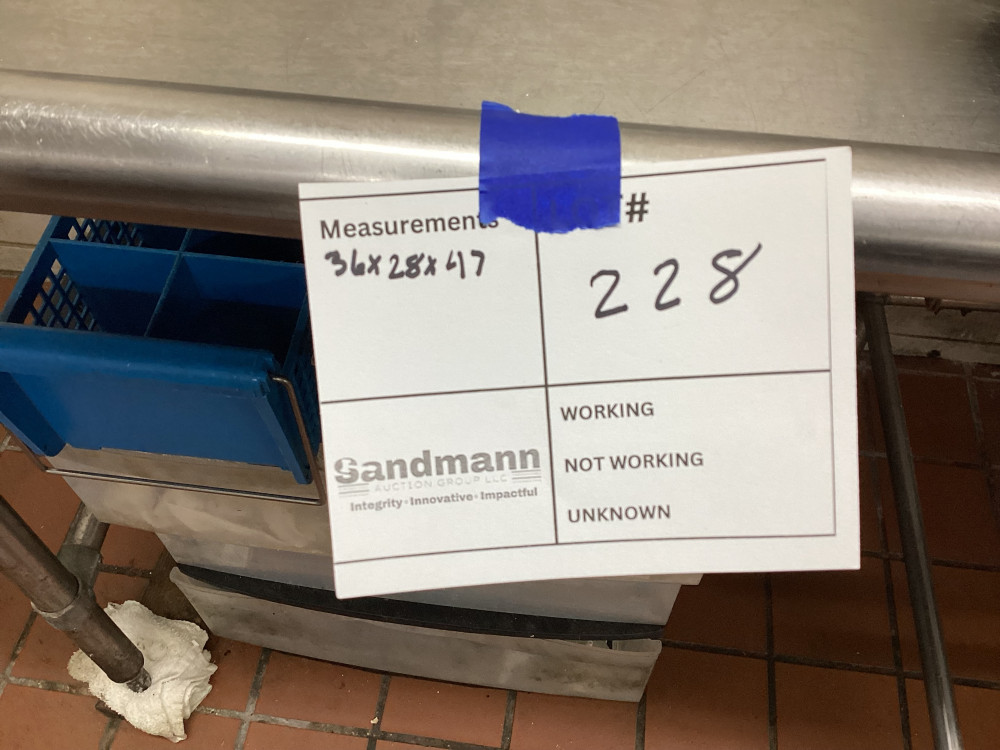 Measurements
36x28x47
#
228
Sandmann
AUCTION GROUP LLC
Integrity · Innovative · Impactful
WORKING
NOT WORKING
UNKNOWN